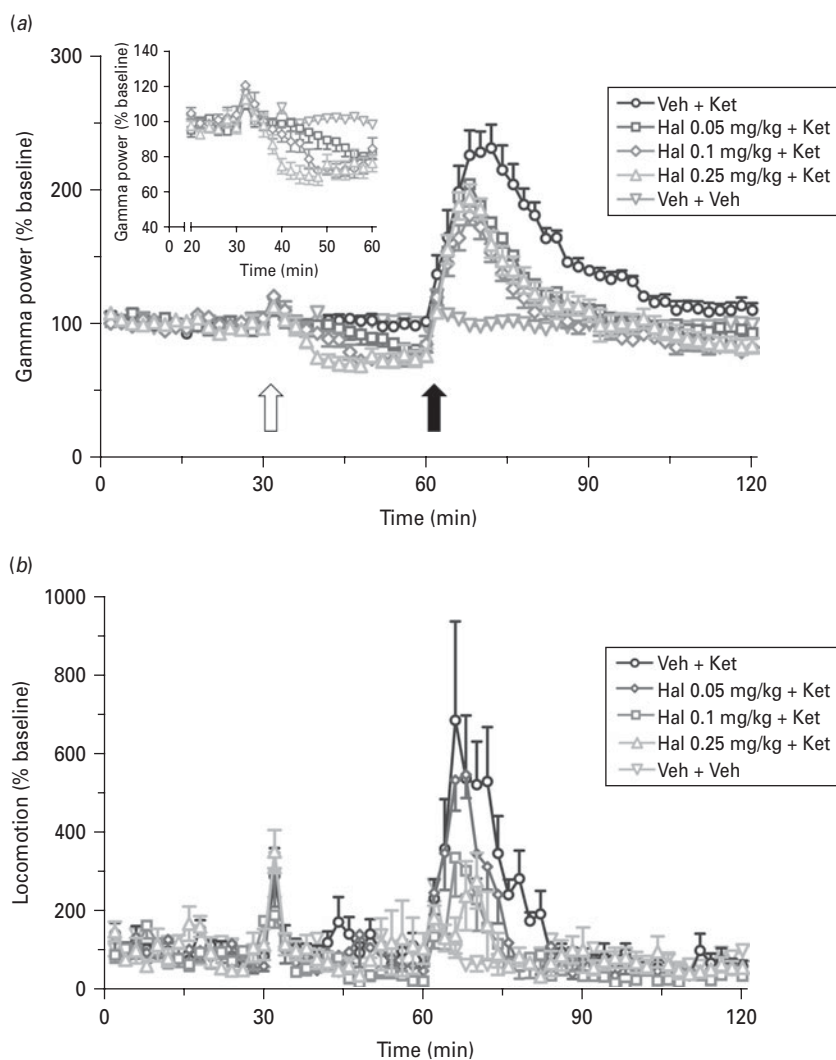 (a)
300
200
100
0
Gamma power (% baseline)
0
30
60
90
120
Time (min)
140
120
100
80
60
40
Gamma power (% baseline)
0
20
30
40
50
60
Time (min)
Veh + Ket
Hal 0.05 mg/kg + Ket
Hal 0.1 mg/kg + Ket
Hal 0.25 mg/kg + Ket
Veh + Veh
(b)
1000
800
600
400
200
0
Locomotion (% baseline)
0
30
60
90
120
Time (min)
Veh + Ket
Hal 0.05 mg/kg + Ket
Hal 0.1 mg/kg + Ket
Hal 0.25 mg/kg + Ket
Veh + Veh